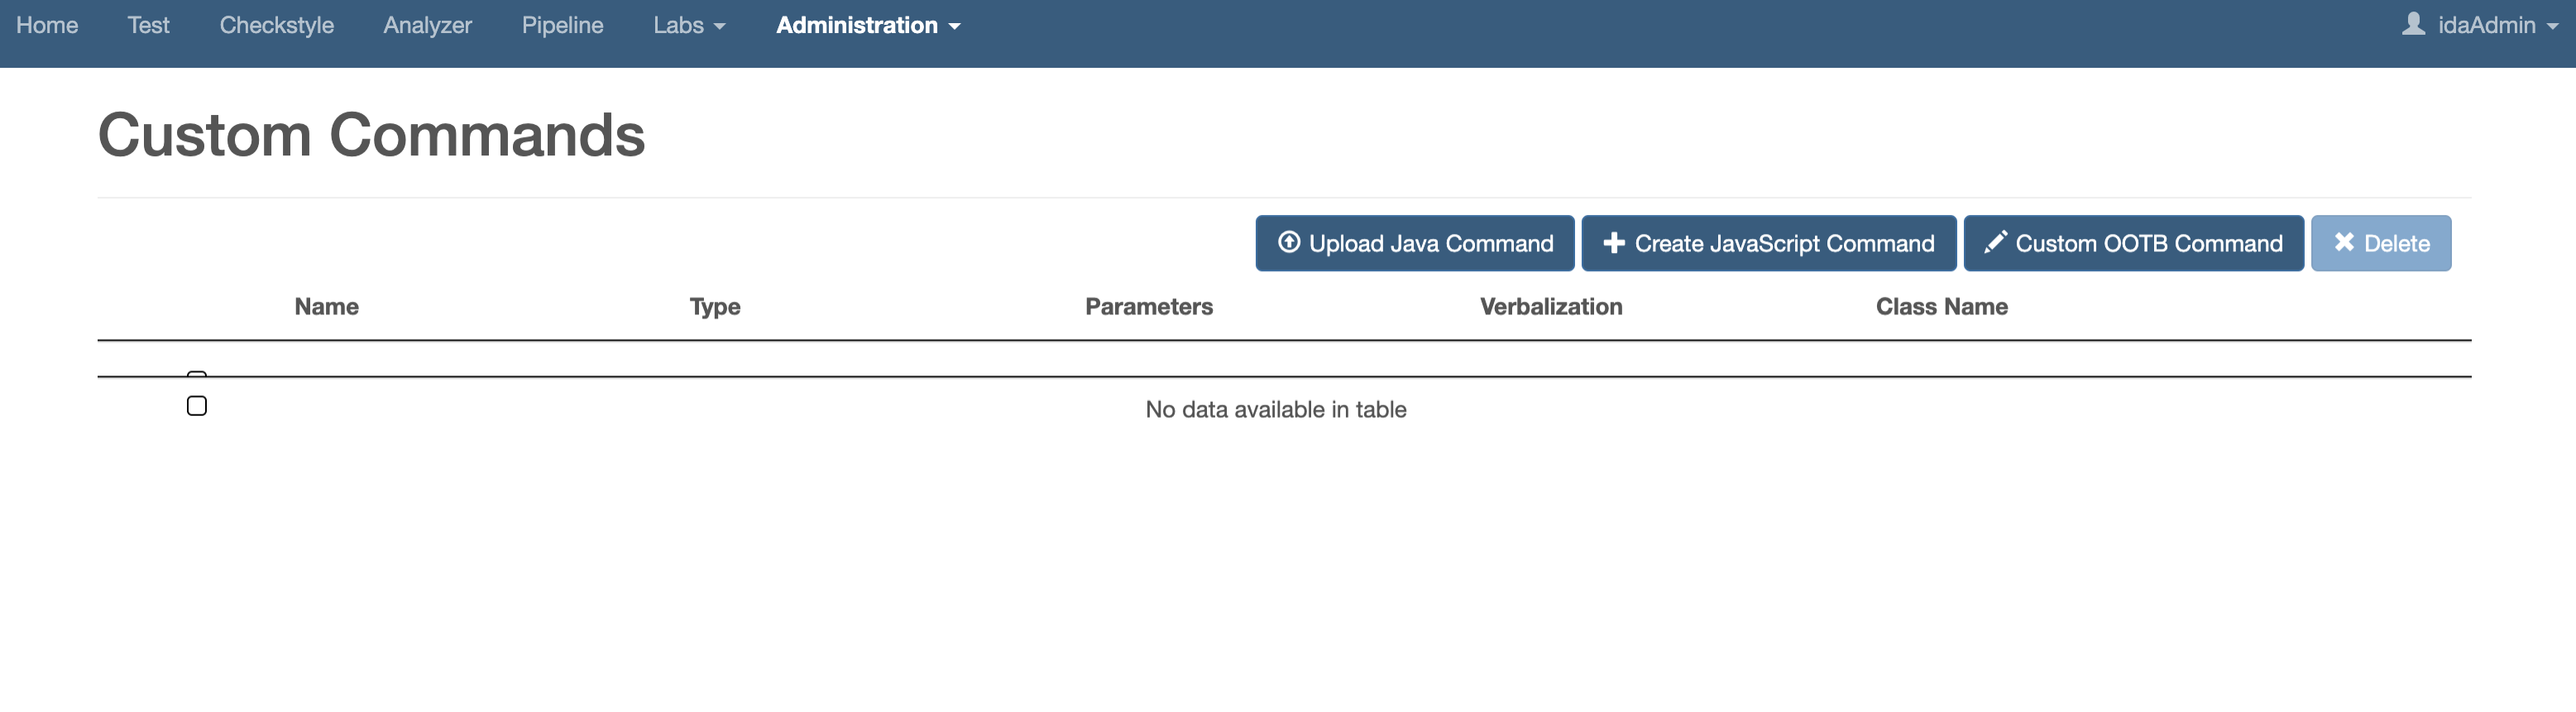 Home Test Checkstyle Analyzer Pipeline Labs Administration idaAdmin
Custom Commands
Upload Java Command Create JavaScript Command Custom OOTB Command Delete
Name Type Parameters Verbalization Class Name
No data available in table